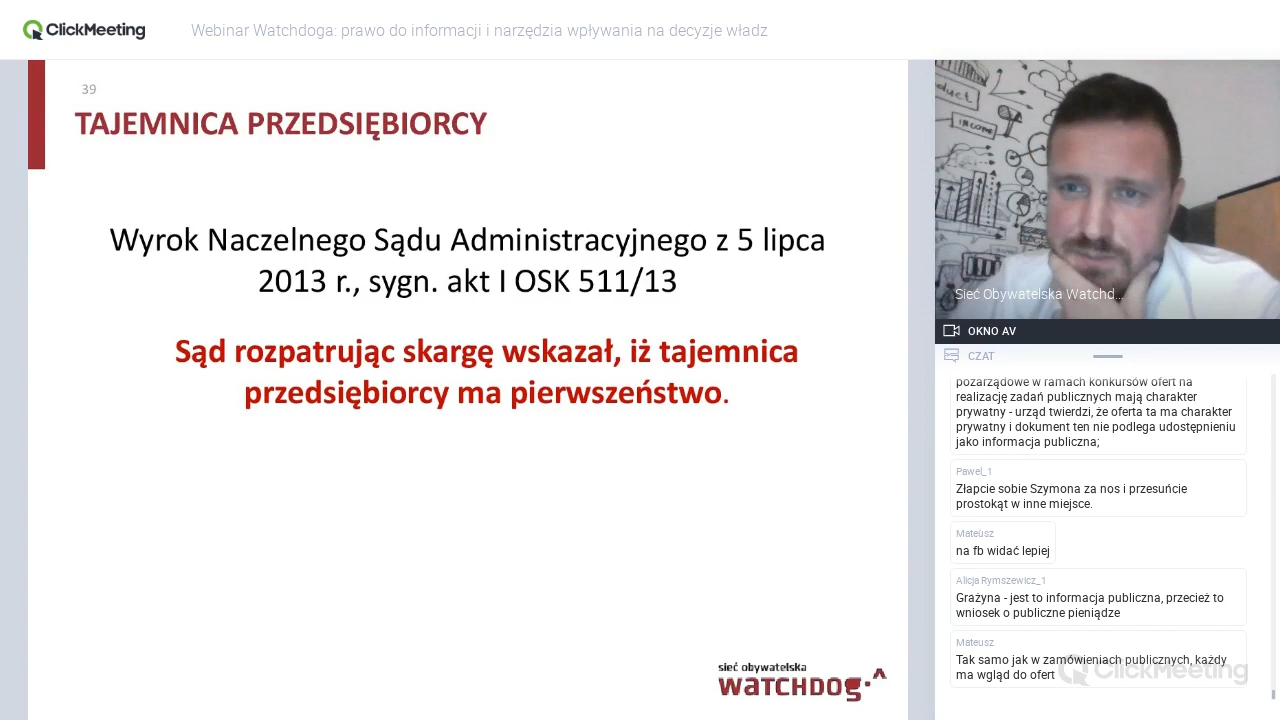 ClickMeeting
Webinar Watchdoga: prawo do informacji i narzędzia wpływania na decyzje władz
39
TAJEMNICA PRZEDSIĘBIORCY
Wyrok Naczelnego Sądu Administracyjnego z 5 lipca
2013 r., sygn. akt I OSK 511/13
Sąd rozpatrując skargę wskazał, iż tajemnica
przedsiębiorcy ma pierwszeństwo.
sieć obywatelska
WATCHDOG
duct
INCOME
Sieć Obywatelska Watchd...
OKNO AV
CZAT
pozarządowe w ramach konkursów ofert na
realizację zadań publicznych mają charakter
prywatny - urząd twierdzi, że oferta ta ma charakter
prywatny i dokument ten nie podlega udostępnieniu
jako informacja publiczna;
Pawel_1
Złapcie sobie Szymona za nos i przesuńcie
prostokąt w inne miejsce.
Mateusz
na fb widać lepiej
Alicja Rymszewicz_1
Grażyna - jest to informacja publiczna, przecież to
wniosek o publiczne pieniądze
Mateusz
Tak samo jak w zamówieniach publicznych, każdy
ma wgląd do ofert
ClickMeeting